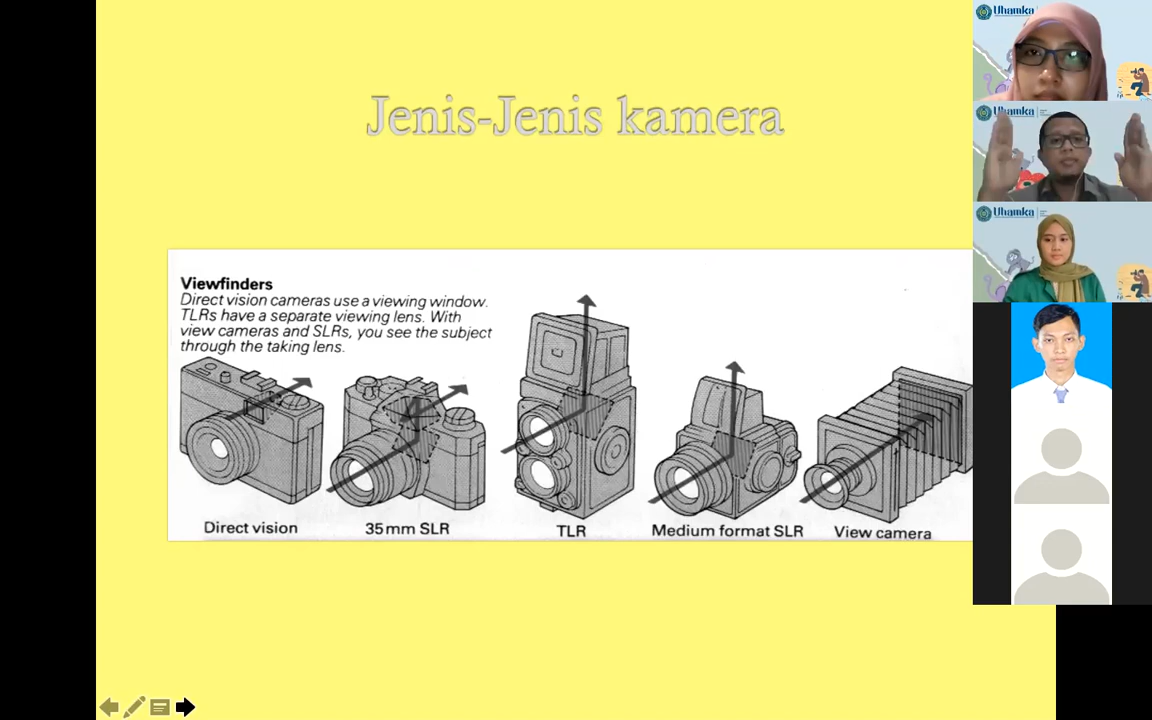 Jenis-Jenis kamera
Viewfinders
Direct vision cameras use a viewing window.
TLRs have a separate viewing lens. With
view cameras and SLRs, you see the subject
through the taking lens.
Direct vision
35mm SLR
TLR
Medium format SLR
View camera
Uhamka
Uhamka
Uhamka